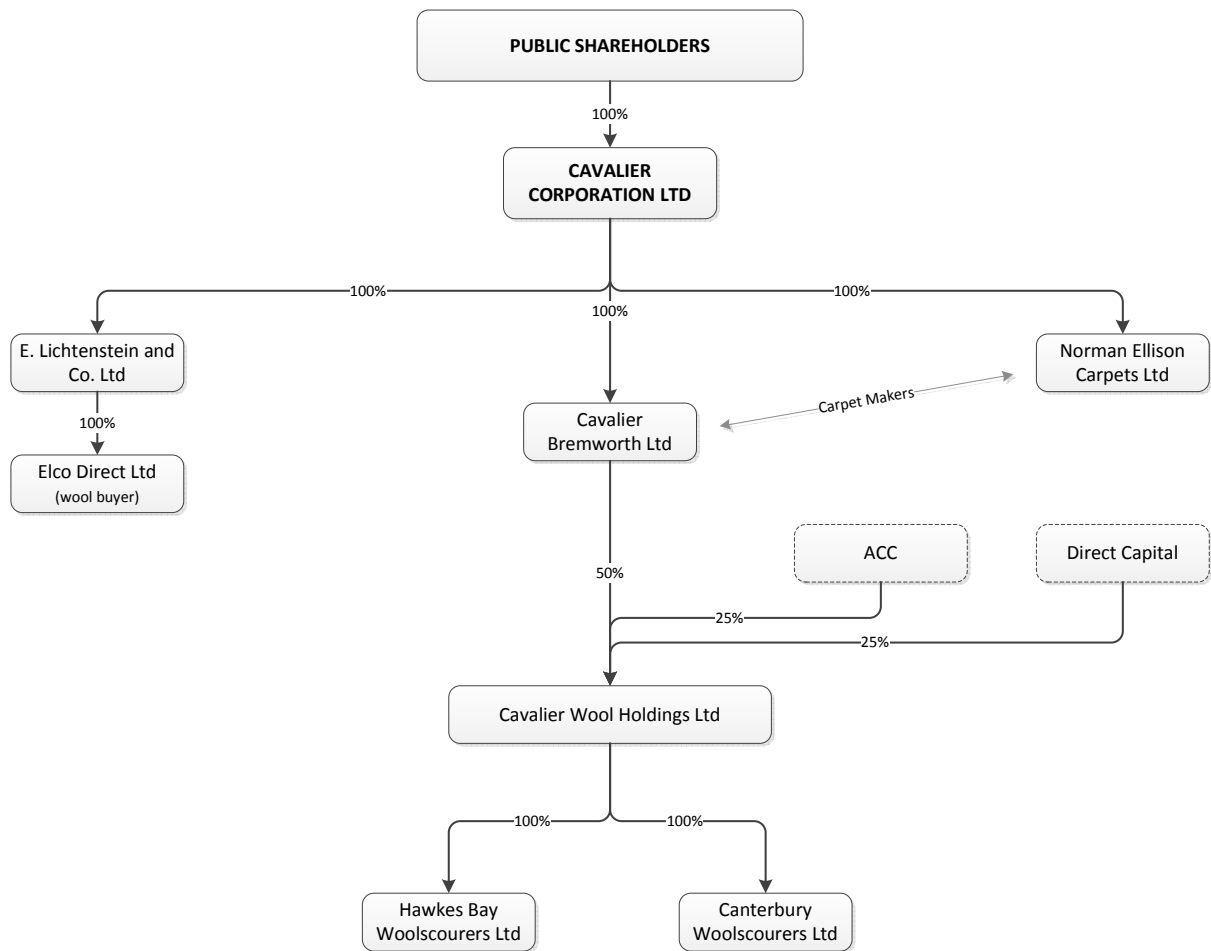 PUBLIC SHAREHOLDERS
100%
CAVALIER
CORPORATION LTD
100%
100%
100%
E. Lichtenstein and
Co. Ltd
Norman Ellison
Carpets Ltd
Carpet Makers
100%
Cavalier
Bremworth Ltd
Elco Direct Ltd
(wool buyer)
ACC
Direct Capital
50%
25%
25%
Cavalier Wool Holdings Ltd
100%
100%
Hawkes Bay
Woolscourers Ltd
Canterbury
Woolscourers Ltd